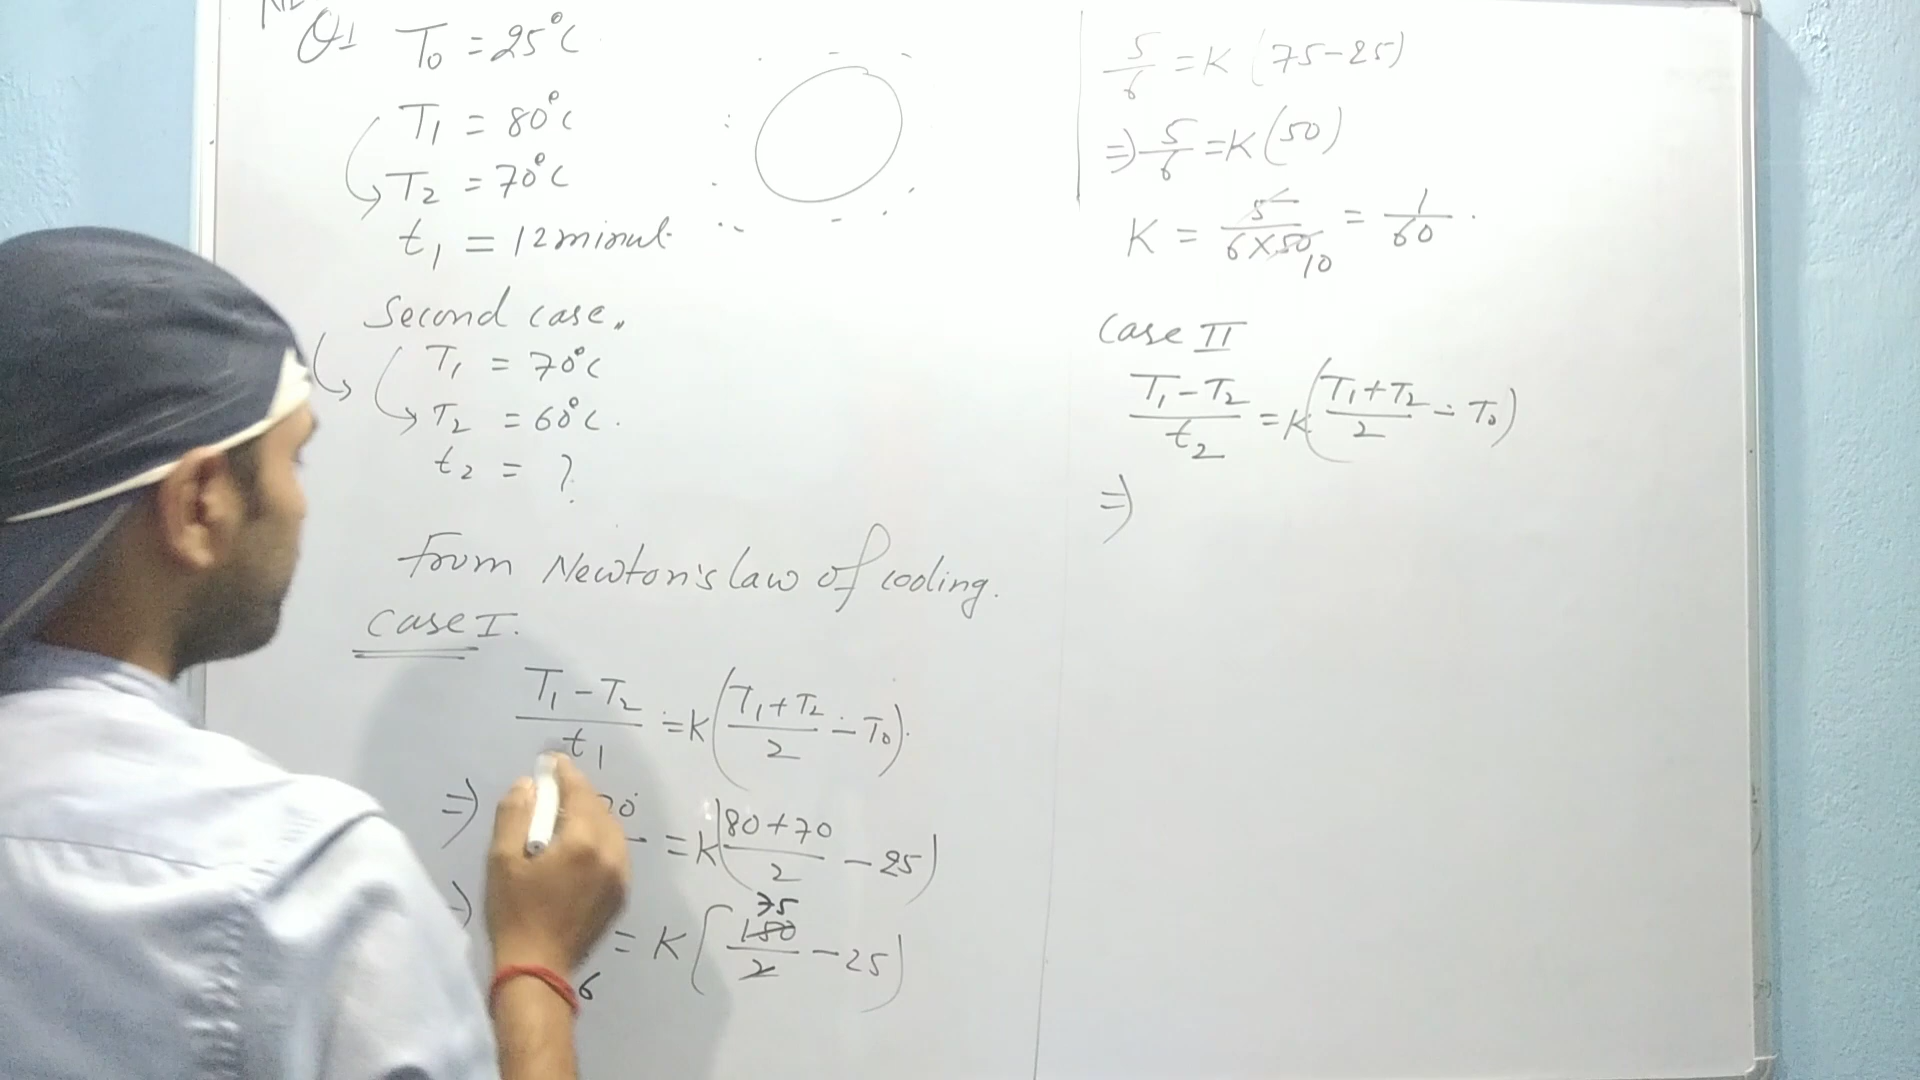 Q1 T₀ = 25°C
T₁ = 80°C
T₂ = 70°C
t₁ = 12 minut.
Second case.
T₁ = 70°C
T₂ = 60°C.
t₂ = ?
From Newton's law of cooling.
Case I.
(T₁ - T₂)/t₁ = K((T₁ + T₂)/2 - T₀).
⇒ = K((80 + 70)/2 - 25)
⇒ /6 = K(150/2 75 - 25)
5/6 = K(75 - 25)
⇒ 5/6 = K(50)
K = 5/(6 × 50) 10 = 1/60.
Case II
(T₁ - T₂)/t₂ = K((T₁ + T₂)/2 - T₀)
⇒